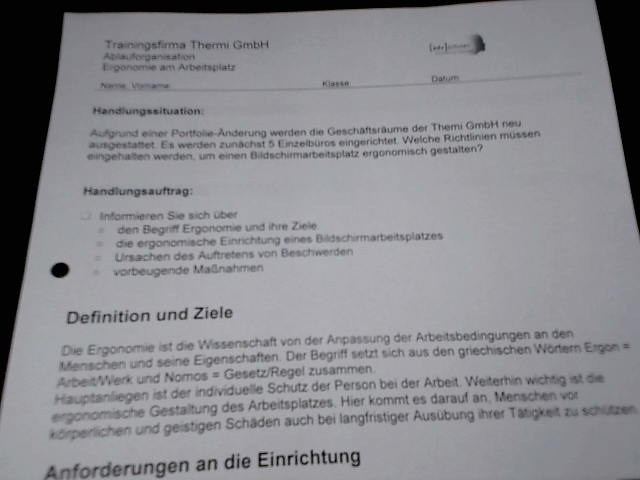 Trainingsfirma Thermi GmbH
Ablauforganisation
Ergonomie am Arbeitsplatz
Name, Vorname Klasse Datum
Handlungssituation:
Aufgrund einer Portfolie-Änderung werden die Geschäftsräume der Themi GmbH neu
ausgestattet. Es werden zunächst 5 Einzelbüros eingerichtet. Welche Richtlinien müssen
eingehalten werden, um einen Bildschirmarbeitsplatz ergonomisch gestalten?
Handlungsauftrag:
Informieren Sie sich über
den Begriff Ergonomie und ihre Ziele.
die ergonomische Einrichtung eines Bildschirmarbeitsplatzes
Ursachen des Auftretens von Beschwerden
vorbeugende Maßnahmen
Definition und Ziele
Die Ergonomie ist die Wissenschaft von der Anpassung der Arbeitsbedingungen an den
Menschen und seine Eigenschaften. Der Begriff setzt sich aus den griechischen Wörtern Ergon =
Arbeit/Werk und Nomos = Gesetz/Regel zusammen.
Hauptanliegen ist der individuelle Schutz der Person bei der Arbeit. Weiterhin wichtig ist die
ergonomische Gestaltung des Arbeitsplatzes. Hier kommt es darauf an, Menschen vor
körperlichen und geistigen Schäden auch bei langfristiger Ausübung ihrer Tätigkeit zu schützen.
Anforderungen an die Einrichtung